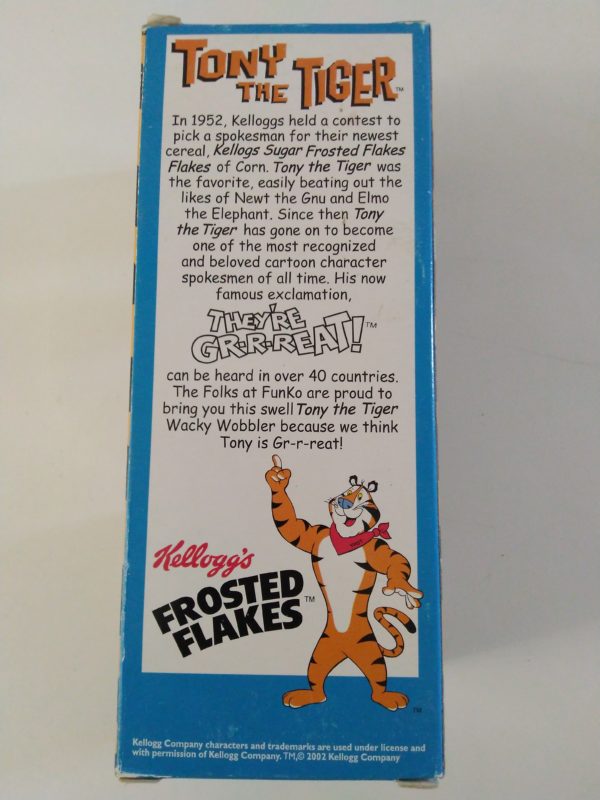 TONY
THE TIGER™
In 1952, Kelloggs held a contest to
pick a spokesman for their newest
cereal, Kellogs Sugar Frosted Flakes
Flakes of Corn. Tony the Tiger was
the favorite, easily beating out the
likes of Newt the Gnu and Elmo
the Elephant. Since then Tony
the Tiger has gone on to become
one of the most recognized
and beloved cartoon character
spokesmen of all time. His now
famous exclamation,
THEY'RE
GR-R-REAT!™
can be heard in over 40 countries.
The Folks at FunKo are proud to
bring you this swell Tony the Tiger
Wacky Wobbler because we think
Tony is Gr-r-reat!
Kellogg's
FROSTED
FLAKES™
TONY
TM
Kellogg Company characters and trademarks are used under license and
with permission of Kellogg Company. TM,© 2002 Kellogg Company